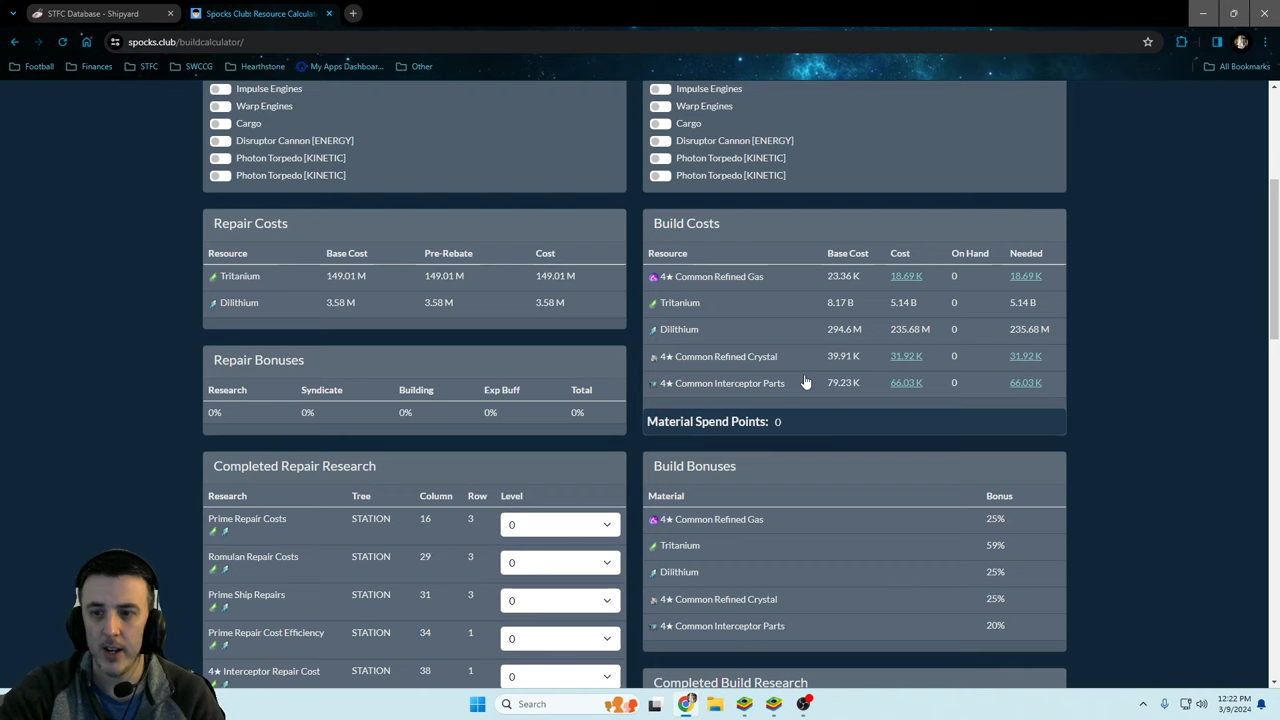 STFC Database - Shipyard
Spocks Club: Resource Calculat
spocks.club/buildcalculator/
Football Finances STFC SWCCG Hearthstone My Apps Dashboar... Other All Bookmarks
Impulse Engines
Warp Engines
Cargo
Disruptor Cannon [ENERGY]
Photon Torpedo [KINETIC]
Photon Torpedo [KINETIC]
Impulse Engines
Warp Engines
Cargo
Disruptor Cannon [ENERGY]
Photon Torpedo [KINETIC]
Photon Torpedo [KINETIC]
Repair Costs
Resource Base Cost Pre-Rebate Cost
Tritanium 149.01 M 149.01 M 149.01 M
Dilithium 3.58 M 3.58 M 3.58 M
Repair Bonuses
Research Syndicate Building Exp Buff Total
0% 0% 0% 0% 0%
Completed Repair Research
Research Tree Column Row Level
Prime Repair Costs STATION 16 3 0
Romulan Repair Costs STATION 29 3 0
Prime Ship Repairs STATION 31 3 0
Prime Repair Cost Efficiency STATION 34 1 0
4★ Interceptor Repair Cost STATION 38 1 0
Build Costs
Resource Base Cost Cost On Hand Needed
4★ Common Refined Gas 23.36 K 18.69 K 0 18.69 K
Tritanium 8.17 B 5.14 B 0 5.14 B
Dilithium 294.6 M 235.68 M 0 235.68 M
4★ Common Refined Crystal 39.91 K 31.92 K 0 31.92 K
4★ Common Interceptor Parts 79.23 K 66.03 K 0 66.03 K
Material Spend Points: 0
Build Bonuses
Material Bonus
4★ Common Refined Gas 25%
Tritanium 59%
Dilithium 25%
4★ Common Refined Crystal 25%
4★ Common Interceptor Parts 20%
Completed Build Research
Search
12:22 PM
3/9/2024